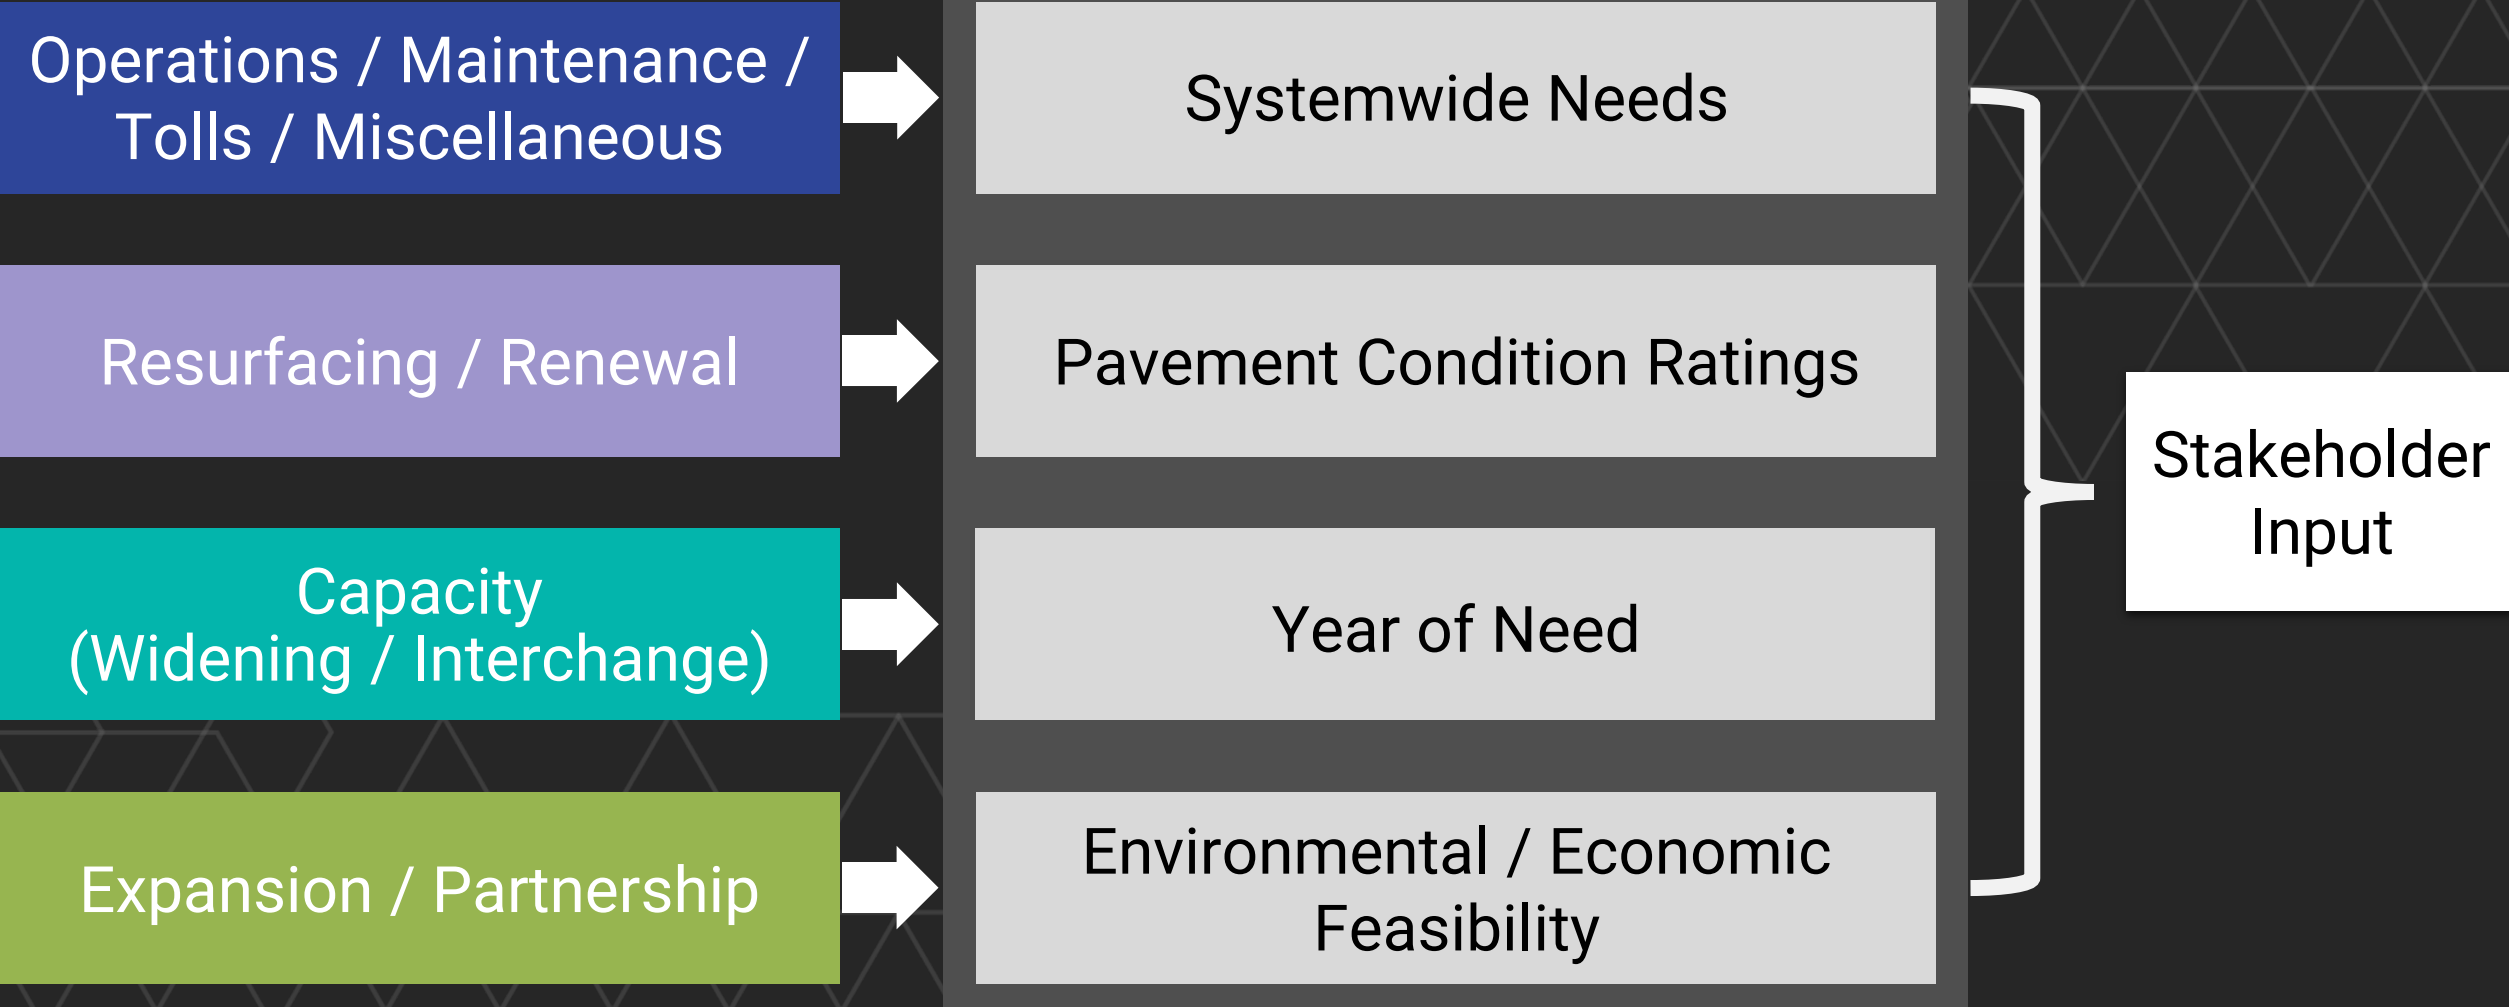 Operations / Maintenance /
Tolls / Miscellaneous
Systemwide Needs
Resurfacing / Renewal
Pavement Condition Ratings
Capacity
(Widening / Interchange)
Year of Need
Expansion / Partnership
Environmental / Economic
Feasibility
Stakeholder
Input